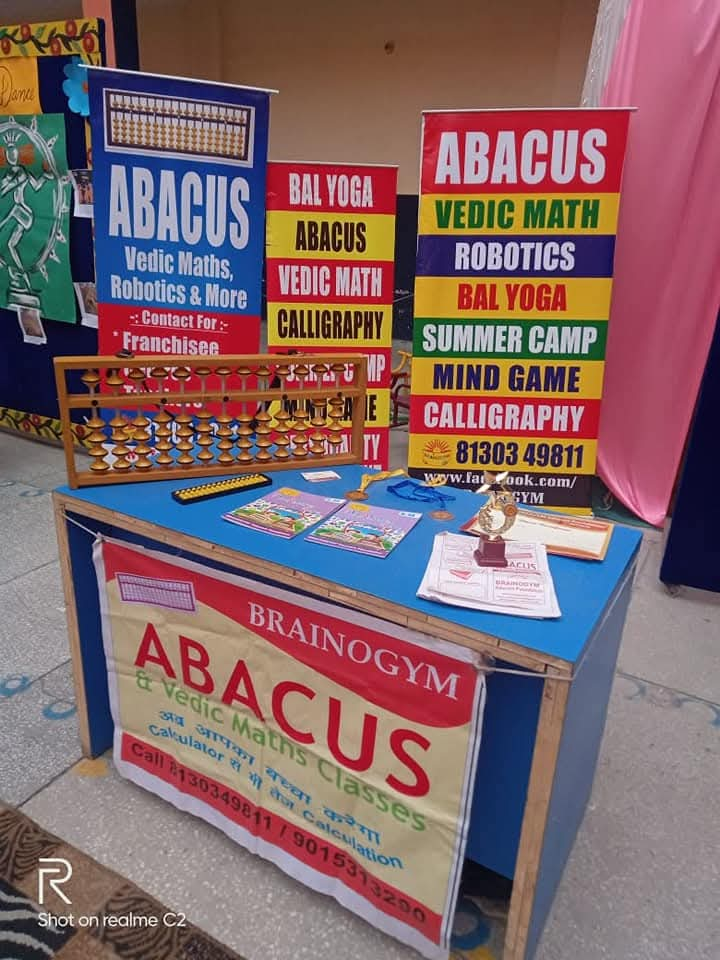 Dance
ABACUS
Vedic Maths,
Robotics & More
-: Contact For :-
* Franchisee
BAL YOGA
ABACUS
VEDIC MATH
CALLIGRAPHY
ABACUS
VEDIC MATH
ROBOTICS
BAL YOGA
SUMMER CAMP
MIND GAME
CALLIGRAPHY
81303 49811
GYM
BRAINOGYM
BRAINOGYM
ABACUS
& Vedic Maths Classes
अब आपका बच्चा करेगा
Calculator से भी तेज Calculation
Call 8130349811 / 9015313290
R
Shot on realme C2